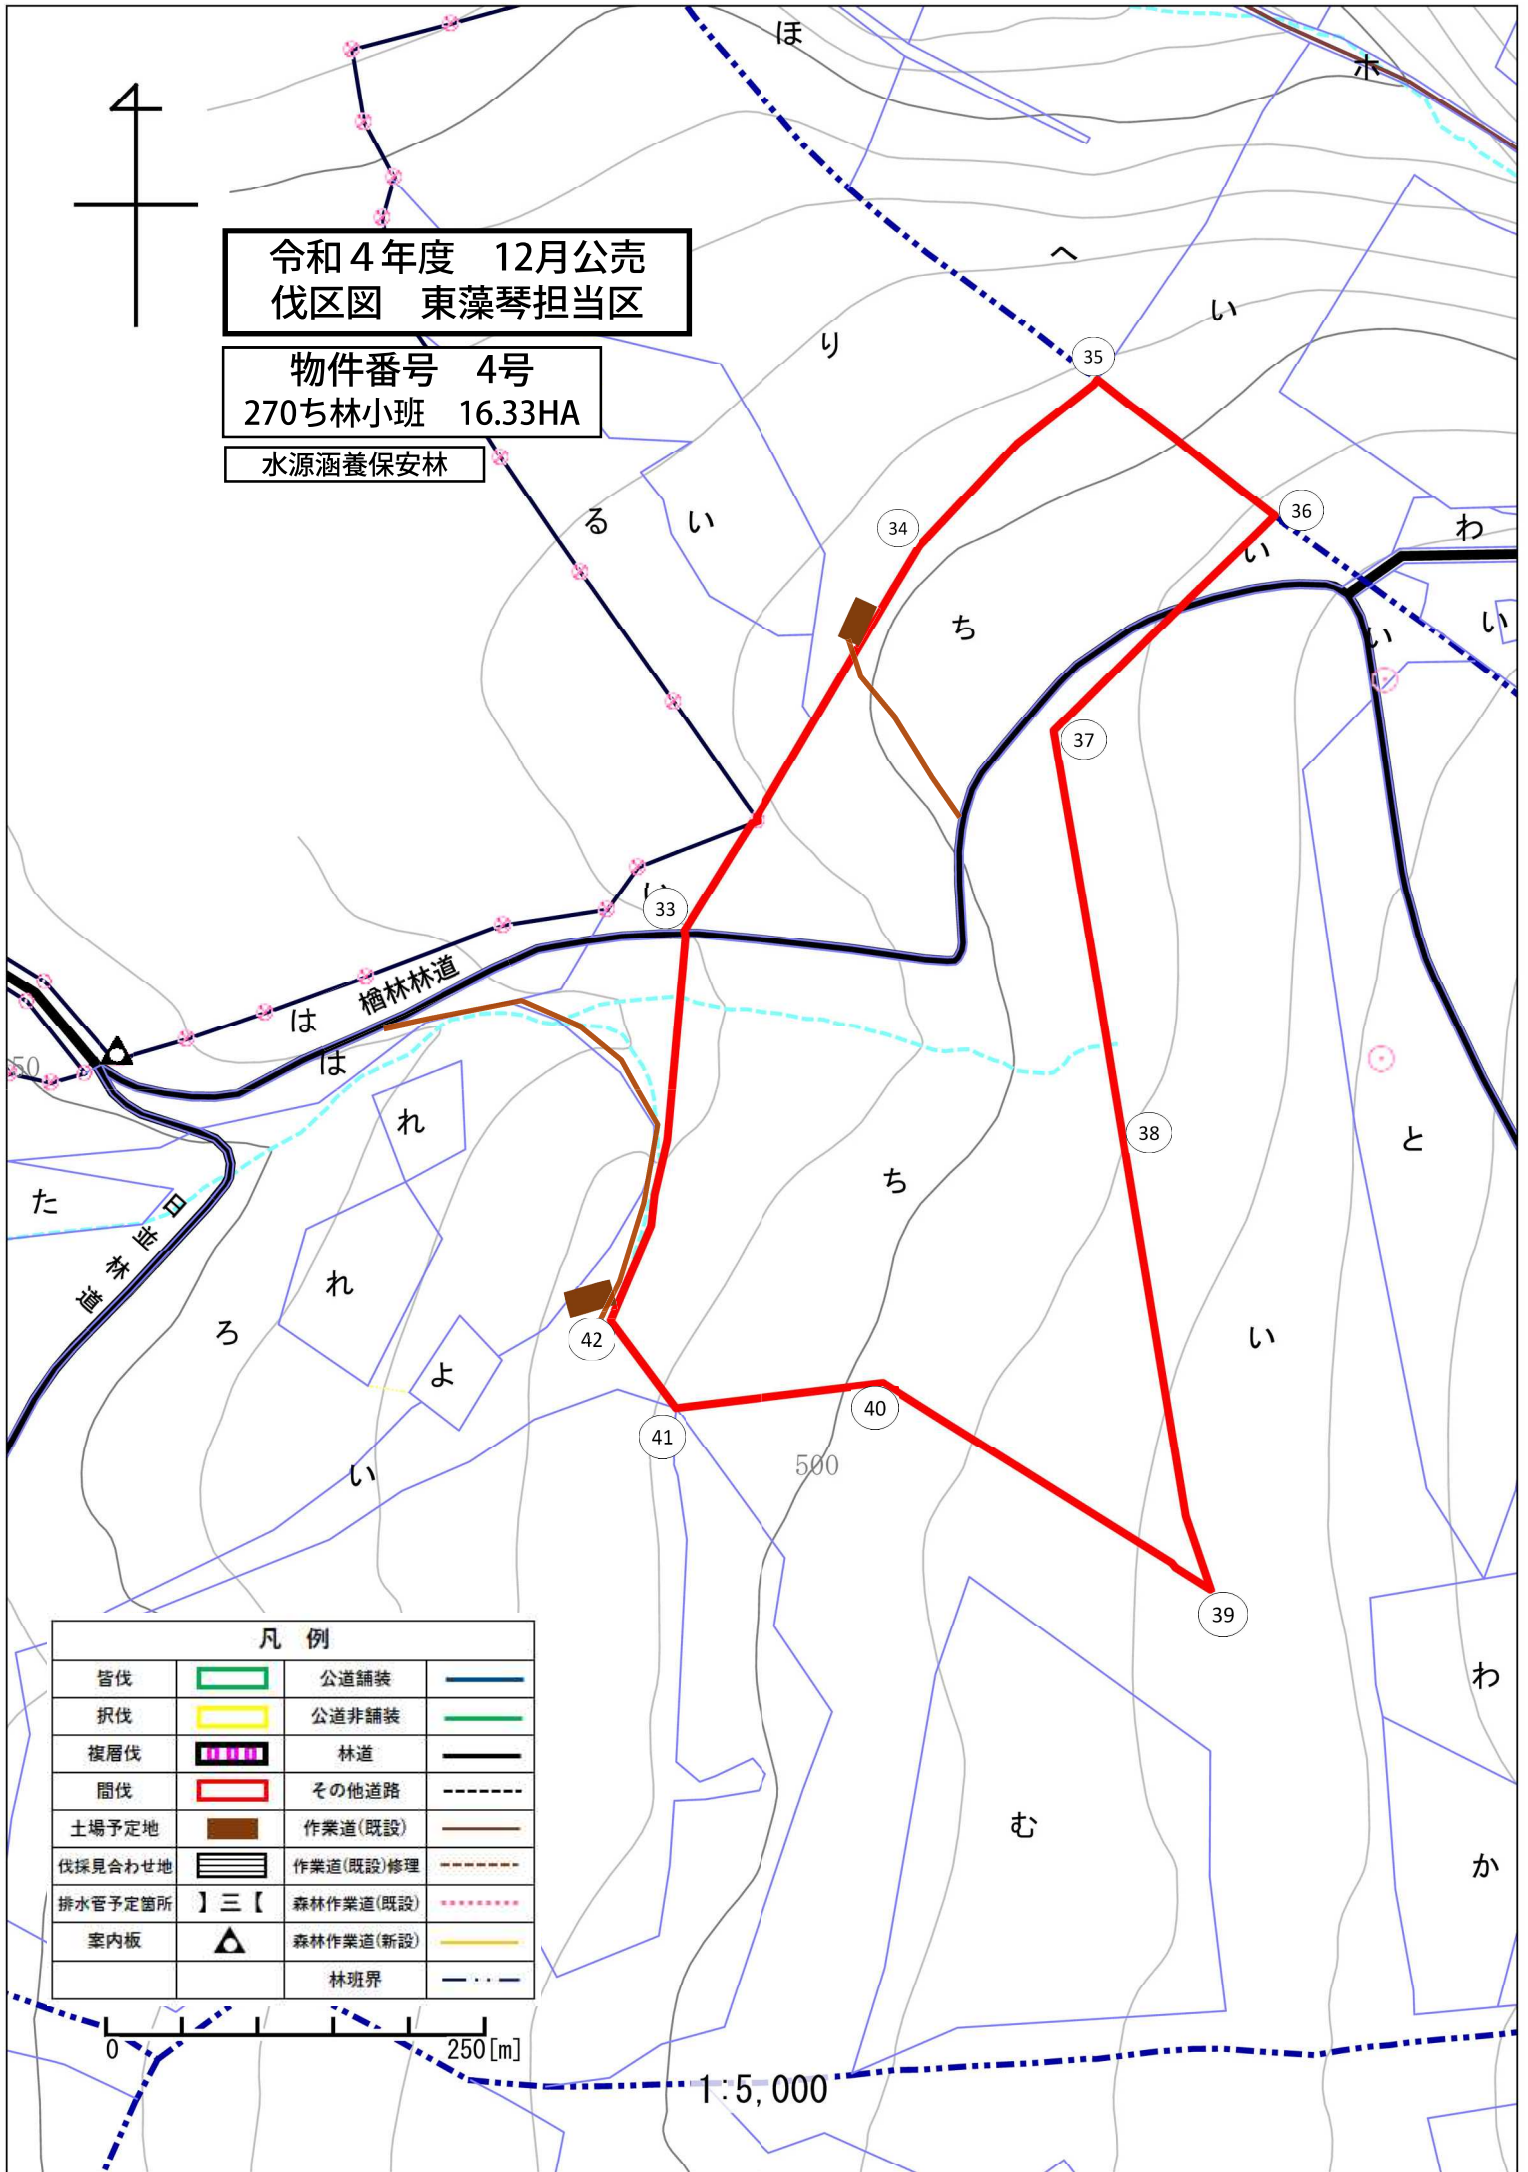 ほ
ホ
令和４年度　12月公売
伐区図　東藻琴担当区
へ
い
り
35
物件番号　4号
270ち林小班　16.33HA
水源涵養保安林
る
い
34
36
い
わ
ち
い
い
37
い
33
楢林林道
は
は
50
れ
38
と
ち
た
日並林道
れ
ろ
42
い
よ
40
41
500
い
39
わ
む
か
凡　例
皆伐 公道舗装
択伐 公道非舗装
複層伐 林道
間伐 その他道路
土場予定地 作業道(既設)
伐採見合わせ地 作業道(既設)修理
排水管予定箇所 】三【 森林作業道(既設)
案内板 森林作業道(新設)
林班界
0 250[m]
1:5,000